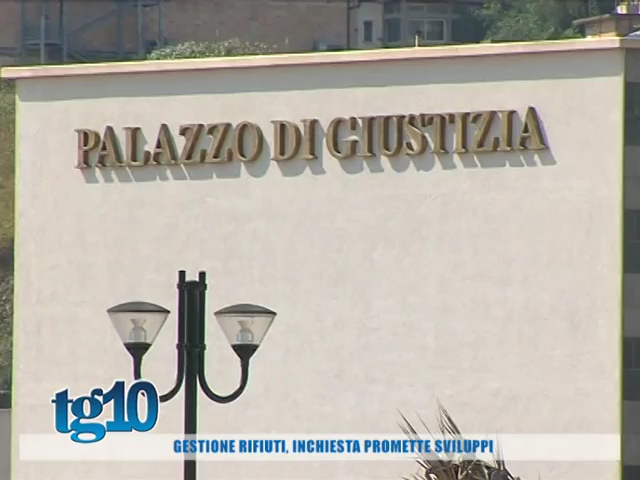 PALAZZO DI GIUSTIZIA
tg10
GESTIONE RIFIUTI, INCHIESTA PROMETTE SVILUPPI